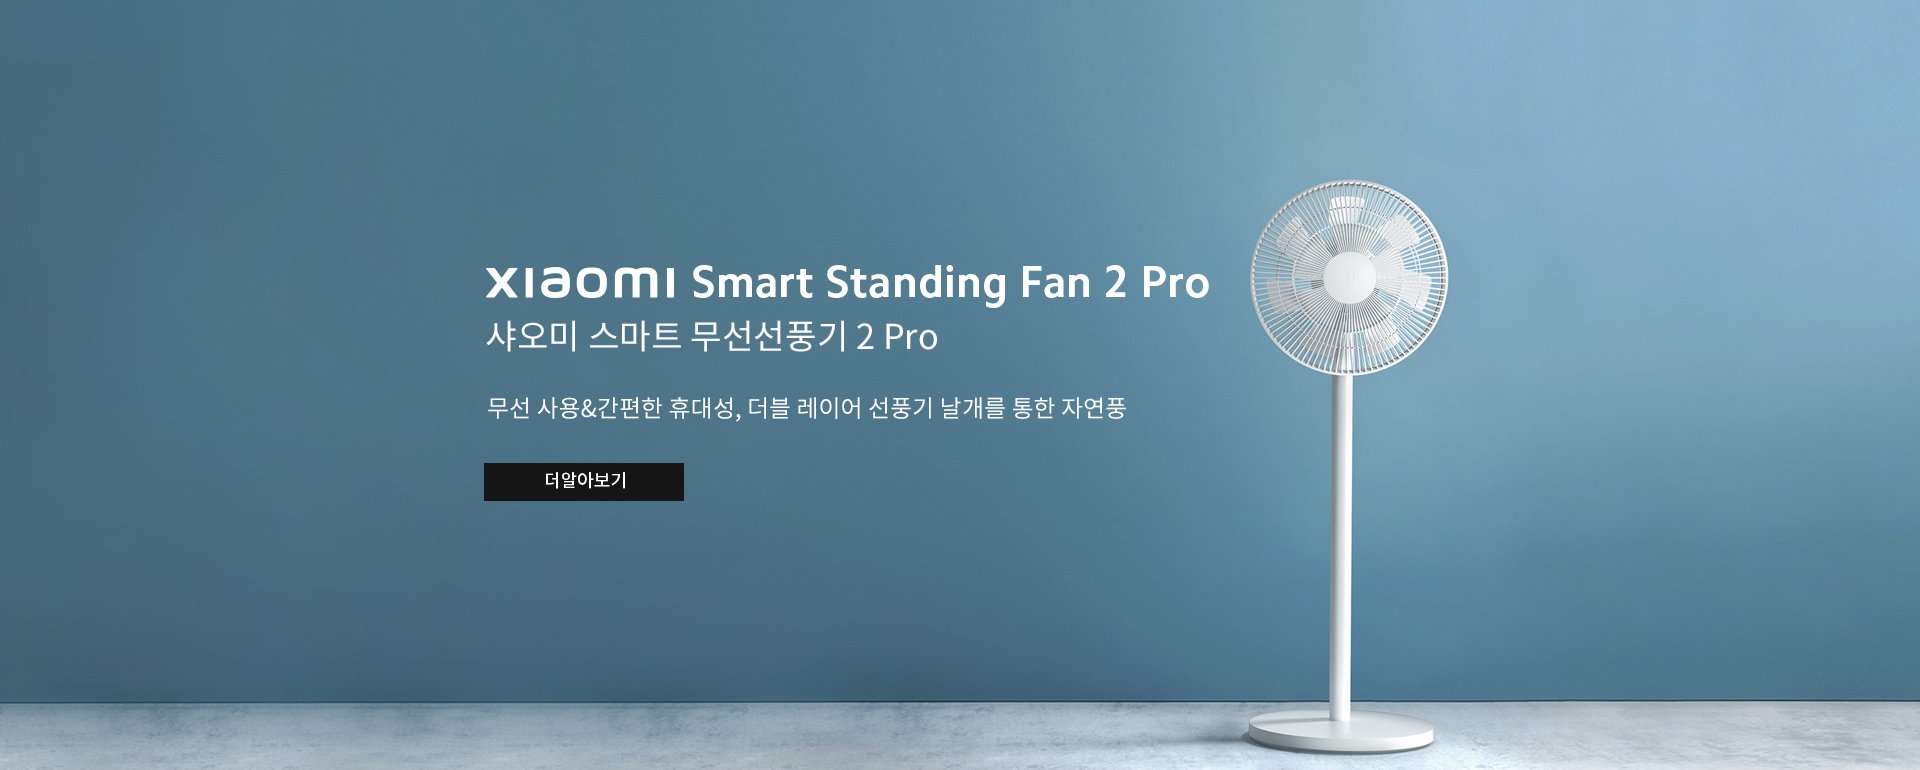 xıaomı Smart Standing Fan 2 Pro
샤오미 스마트 무선선풍기 2 Pro
무선 사용&간편한 휴대성, 더블 레이어 선풍기 날개를 통한 자연풍
더알아보기